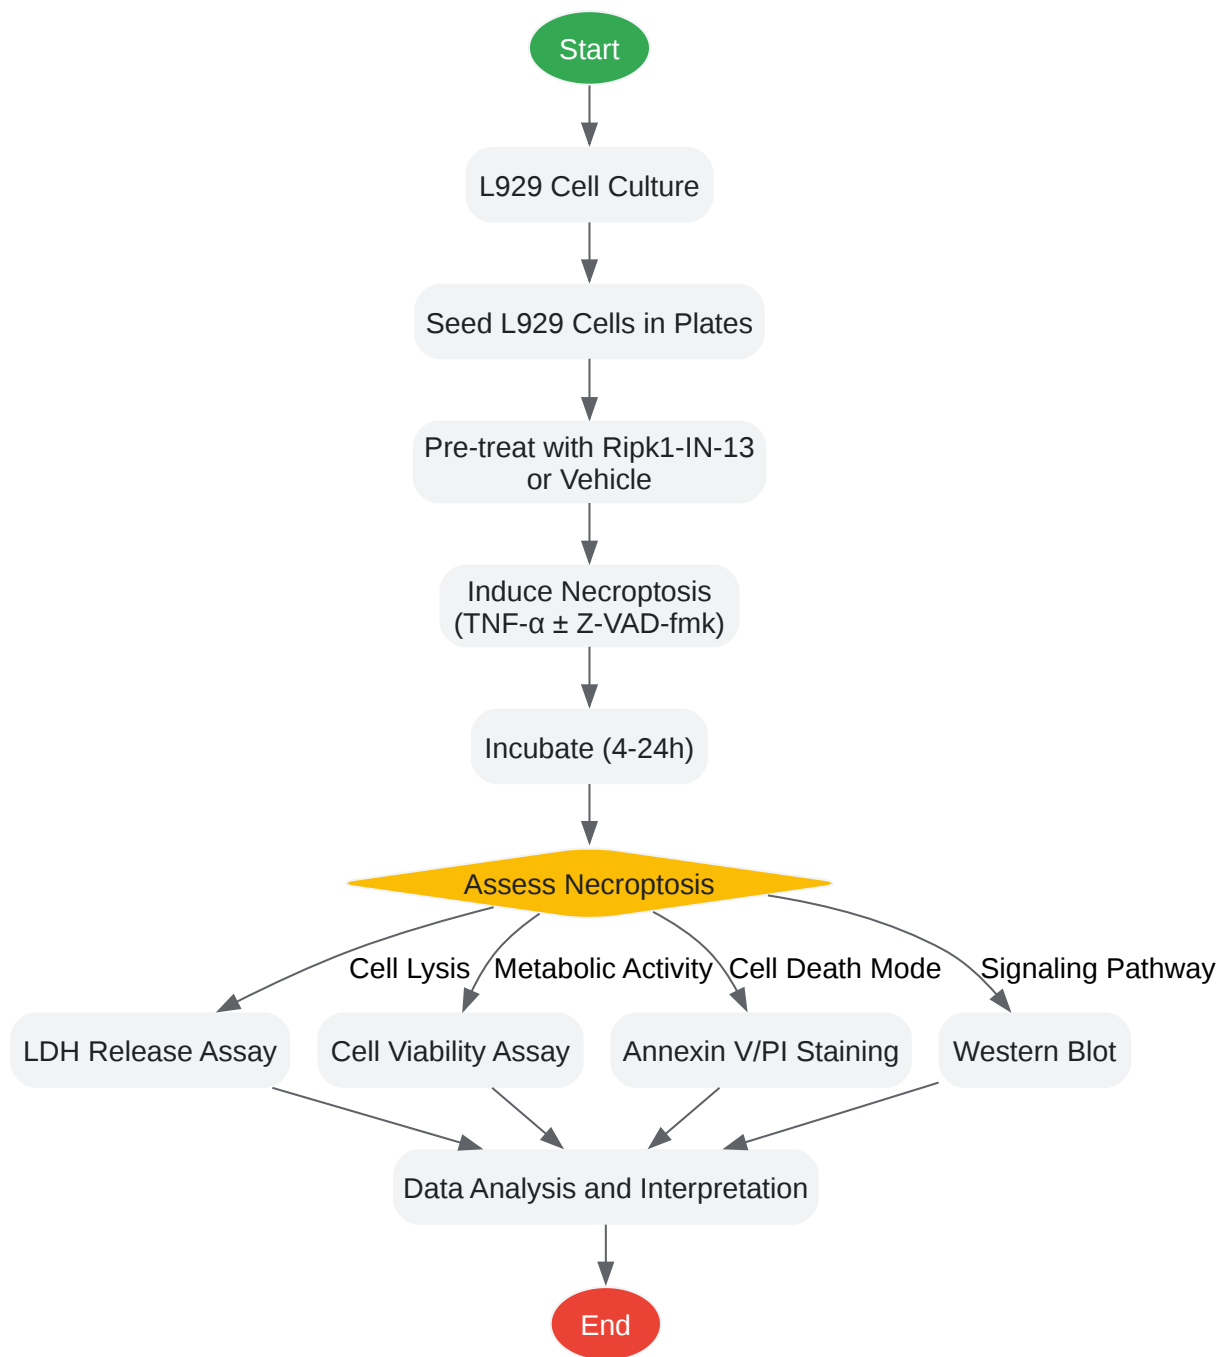 Start
L929 Cell Culture
Seed L929 Cells in Plates
Pre-treat with Ripk1-IN-13
or Vehicle
Induce Necroptosis
(TNF-α ± Z-VAD-fmk)
Incubate (4-24h)
Assess Necroptosis
Cell Lysis
Metabolic Activity
Cell Death Mode
Signaling Pathway
LDH Release Assay
Cell Viability Assay
Annexin V/PI Staining
Western Blot
Data Analysis and Interpretation
End